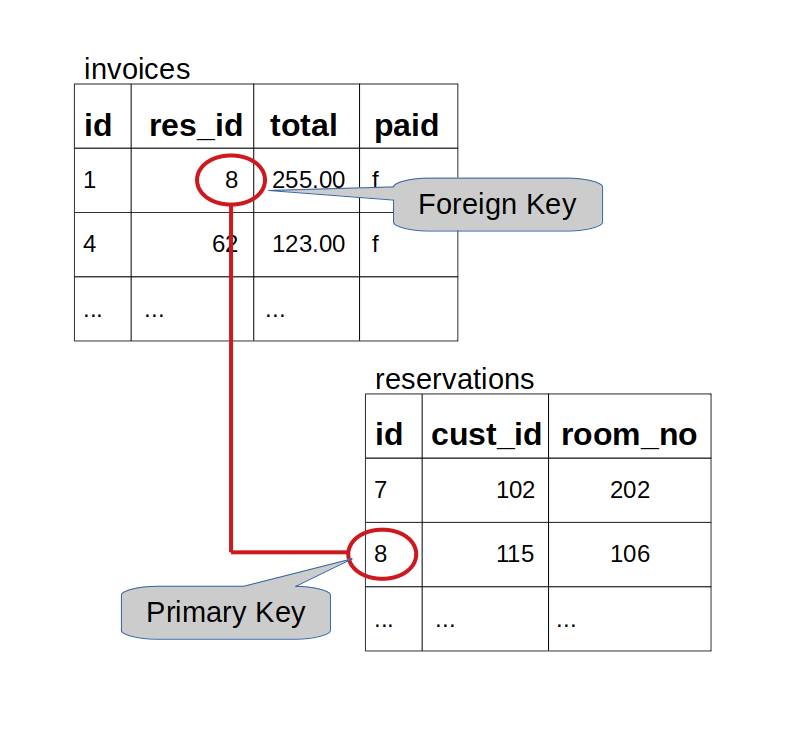 invoices
id res_id total paid
1 8 255.00 f
Foreign Key
4 62 123.00 f
... ... ...
reservations
id cust_id room_no
7 102 202
8 115 106
Primary Key
... ... ...